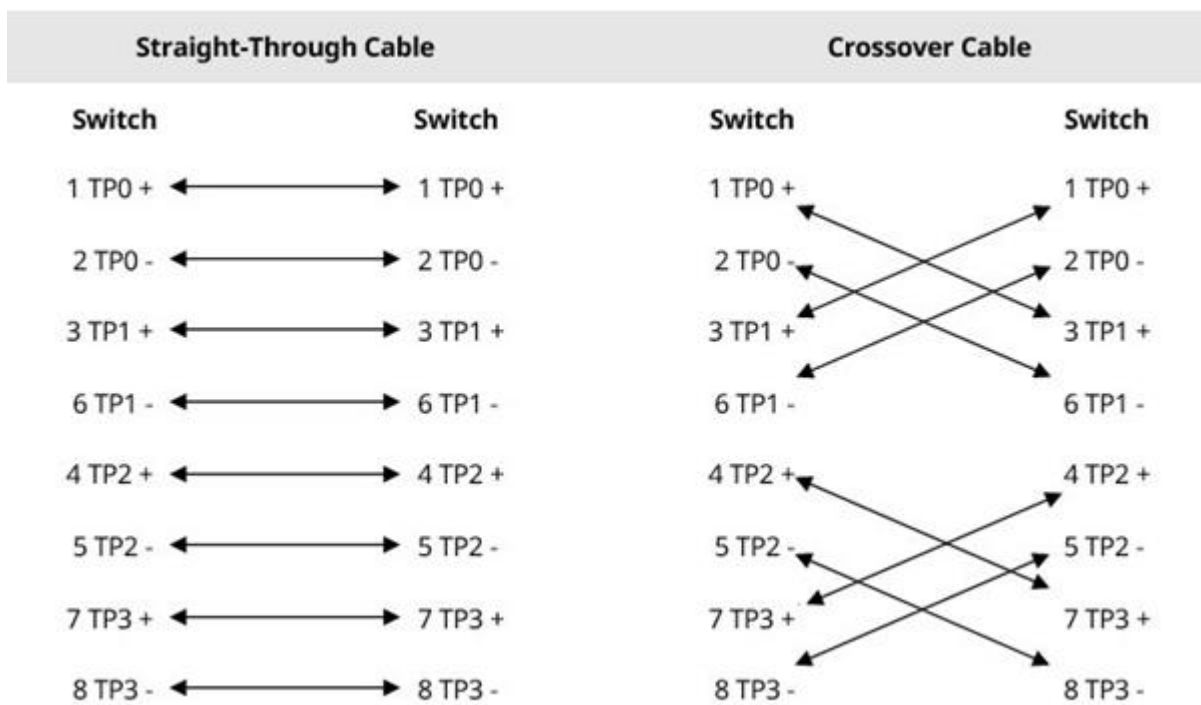 Straight-Through Cable Crossover Cable
Switch Switch Switch Switch
1 TP0 + 1 TP0 + 1 TP0 + 1 TP0 +
2 TP0 - 2 TP0 - 2 TP0 - 2 TP0 -
3 TP1 + 3 TP1 + 3 TP1 + 3 TP1 +
6 TP1 - 6 TP1 - 6 TP1 - 6 TP1 -
4 TP2 + 4 TP2 + 4 TP2 + 4 TP2 +
5 TP2 - 5 TP2 - 5 TP2 - 5 TP2 -
7 TP3 + 7 TP3 + 7 TP3 + 7 TP3 +
8 TP3 - 8 TP3 - 8 TP3 - 8 TP3 -